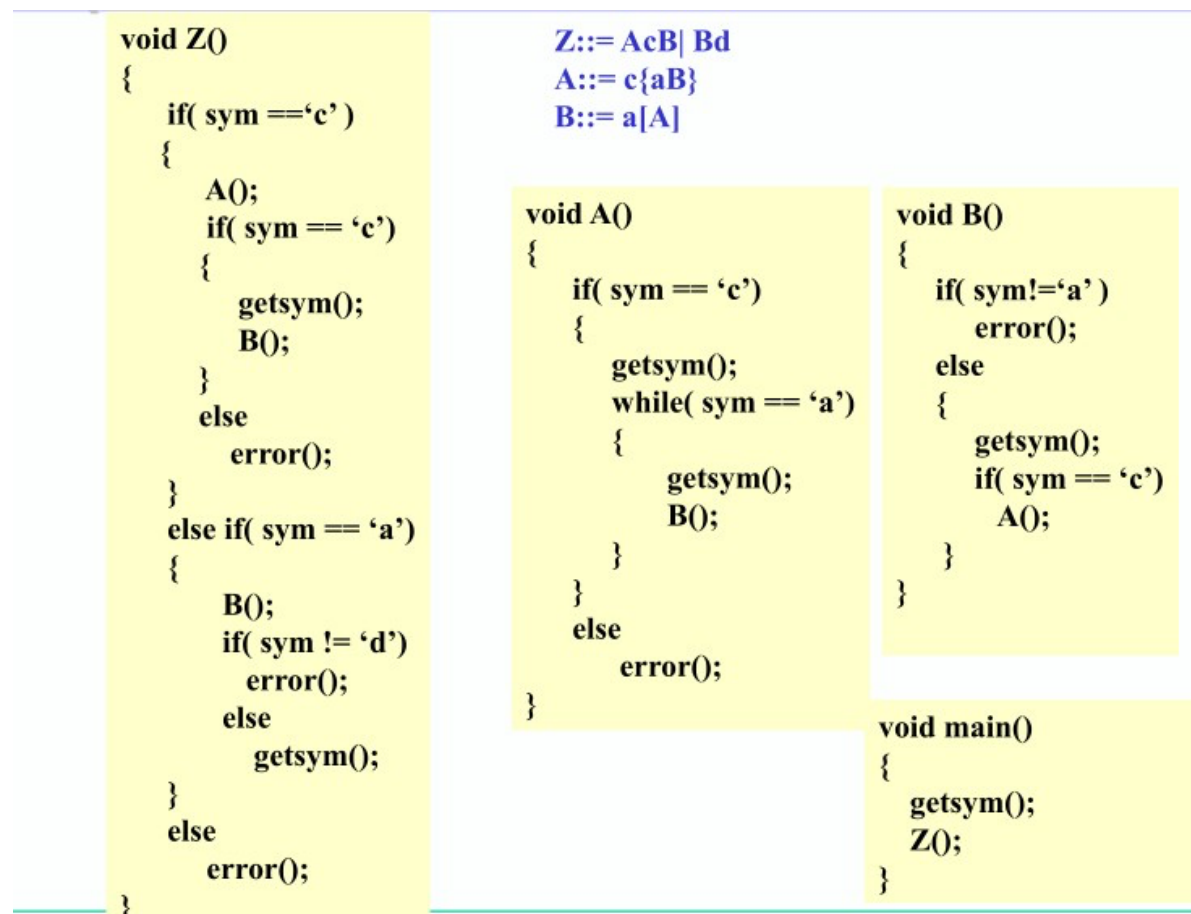 void Z()
{
if( sym ==‘c’ )
{
A();
if( sym == ‘c’)
{
getsym();
B();
}
else
error();
}
else if( sym == ‘a’)
{
B();
if( sym != ‘d’)
error();
else
getsym();
}
else
error();
}
Z::= AcB| Bd
A::= c{aB}
B::= a[A]
void A()
{
if( sym == ‘c’)
{
getsym();
while( sym == ‘a’)
{
getsym();
B();
}
}
else
error();
}
void B()
{
if( sym!=‘a’ )
error();
else
{
getsym();
if( sym == ‘c’)
A();
}
}
void main()
{
getsym();
Z();
}